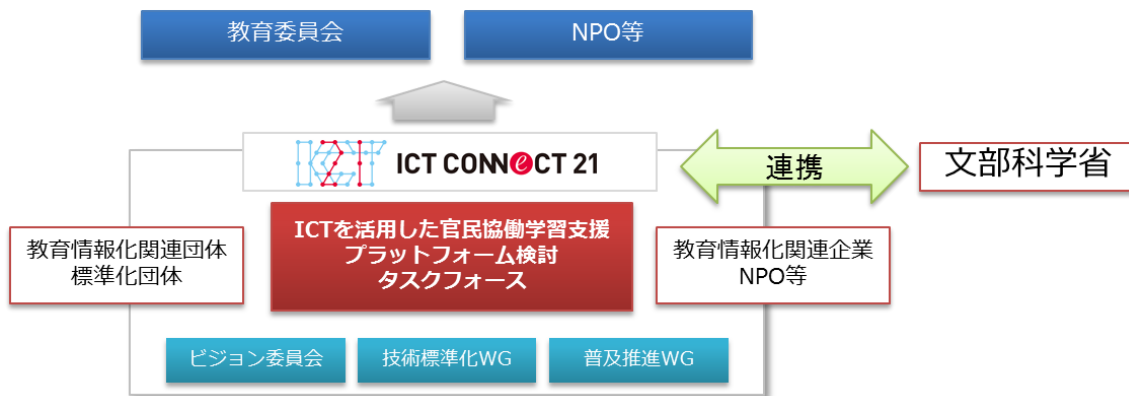 教育委員会
NPO等
ICT CONNeCT 21
連携
文部科学省
教育情報化関連団体
標準化団体
ICTを活用した官民協働学習支援
プラットフォーム検討
タスクフォース
教育情報化関連企業
NPO等
ビジョン委員会
技術標準化WG
普及推進WG